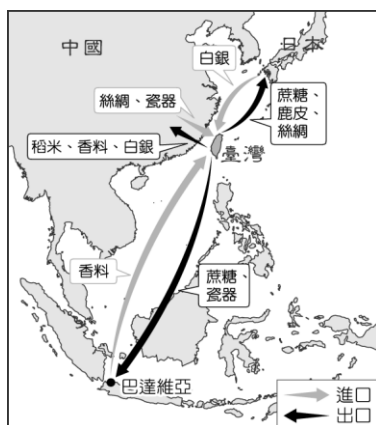 中國
日本
白銀
絲綢、瓷器
蔗糖、
鹿皮、
絲綢
稻米、香料、白銀
臺灣
香料
蔗糖、
瓷器
巴達維亞
進口
出口